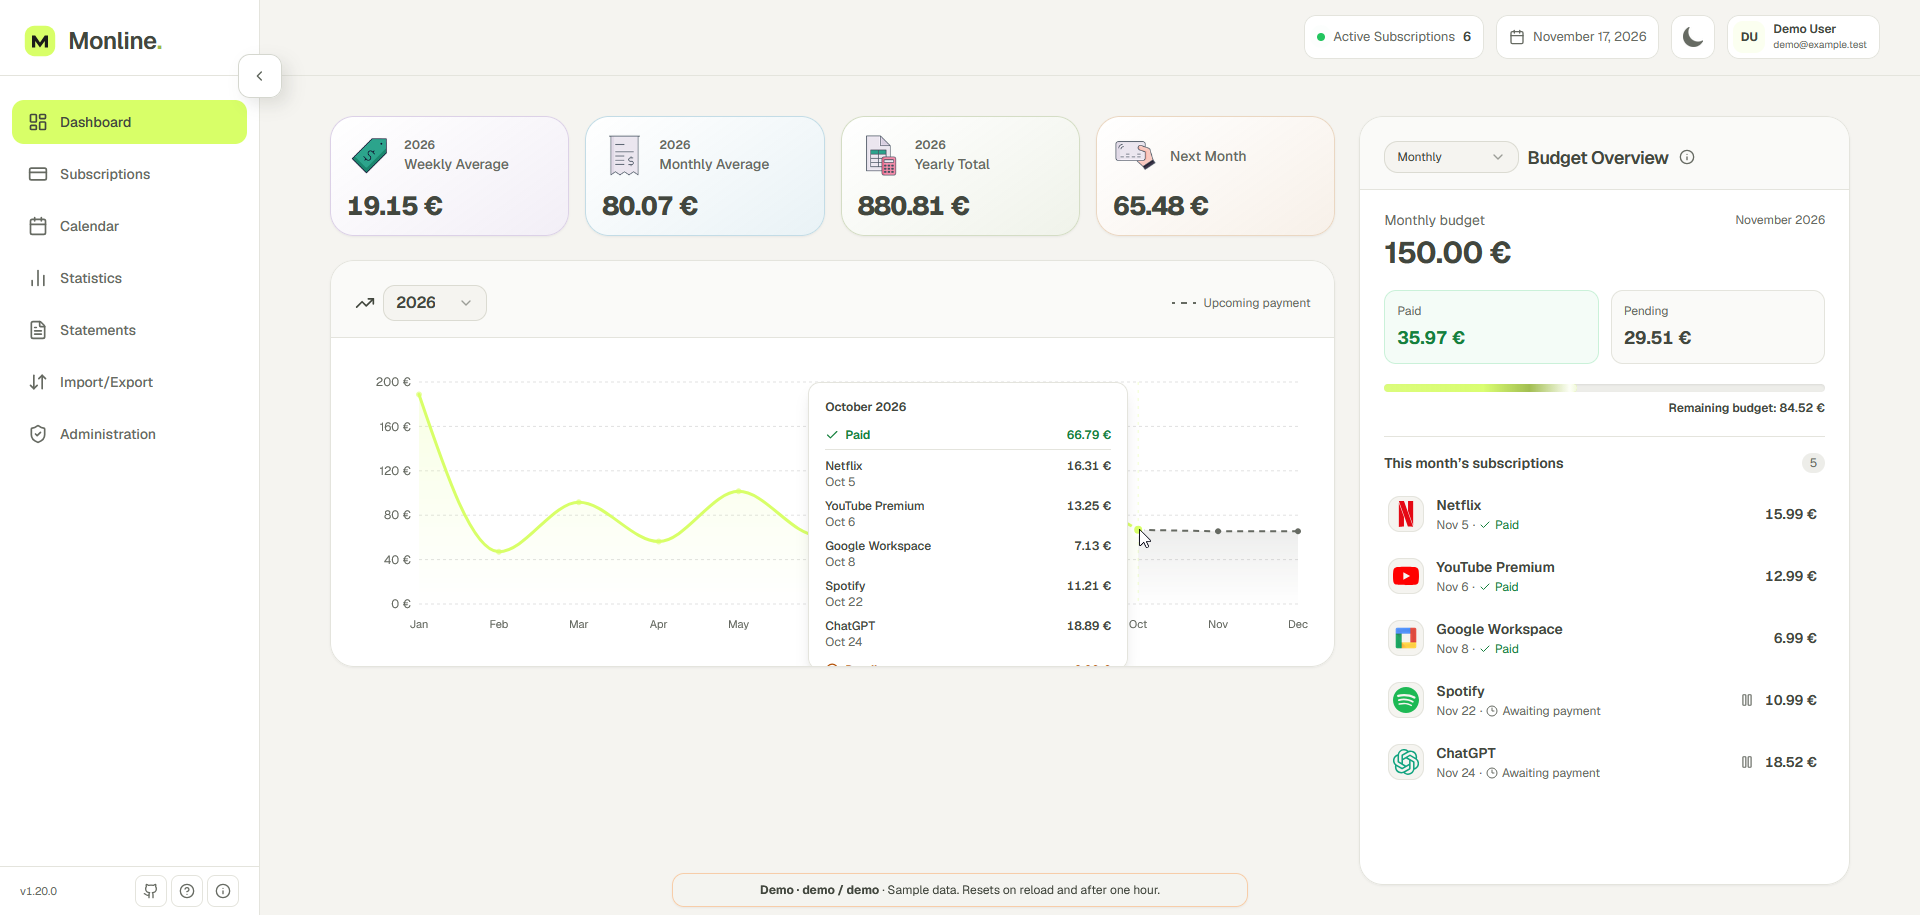 Monline.
Dashboard
Subscriptions
Calendar
Statistics
Statements
Import/Export
Administration
v1.20.0
Active Subscriptions 6
November 17, 2026
DU
Demo User
demo@example.test
2026
Weekly Average
19.15 €
2026
Monthly Average
80.07 €
2026
Yearly Total
880.81 €
Next Month
65.48 €
2026
Upcoming payment
200 €
160 €
120 €
80 €
40 €
0 €
Jan
Feb
Mar
Apr
May
Oct
Nov
Dec
October 2026
Paid 66.79 €
Netflix 16.31 €
Oct 5
YouTube Premium 13.25 €
Oct 6
Google Workspace 7.13 €
Oct 8
Spotify 11.21 €
Oct 22
ChatGPT 18.89 €
Oct 24
Monthly
Budget Overview
Monthly budget
November 2026
150.00 €
Paid
35.97 €
Pending
29.51 €
Remaining budget: 84.52 €
This month's subscriptions 5
Netflix
Nov 5 · Paid
15.99 €
YouTube Premium
Nov 6 · Paid
12.99 €
Google Workspace
Nov 8 · Paid
6.99 €
Spotify
Nov 22 · Awaiting payment
10.99 €
ChatGPT
Nov 24 · Awaiting payment
18.52 €
Demo · demo / demo · Sample data. Resets on reload and after one hour.